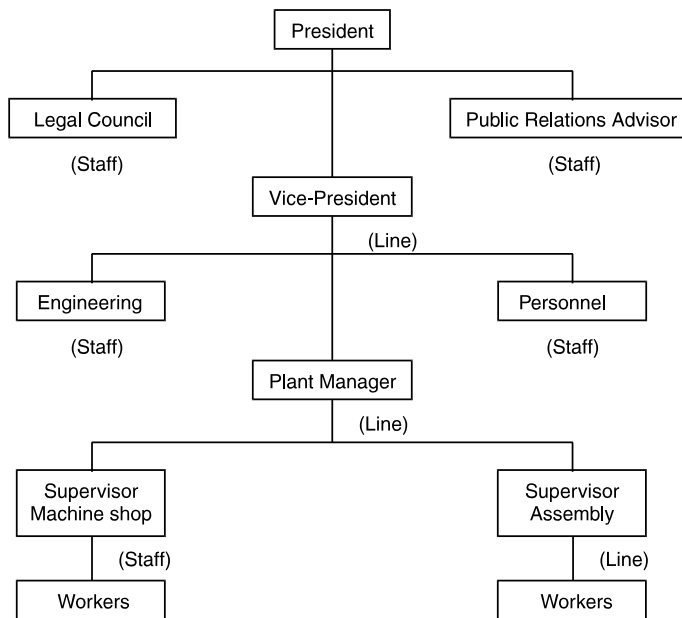 President
Legal Council
Public Relations Advisor
(Staff)
(Staff)
Vice-President
(Line)
Engineering
Personnel
(Staff)
(Staff)
Plant Manager
(Line)
Supervisor
Machine shop
Supervisor
Assembly
(Staff)
(Line)
Workers
Workers